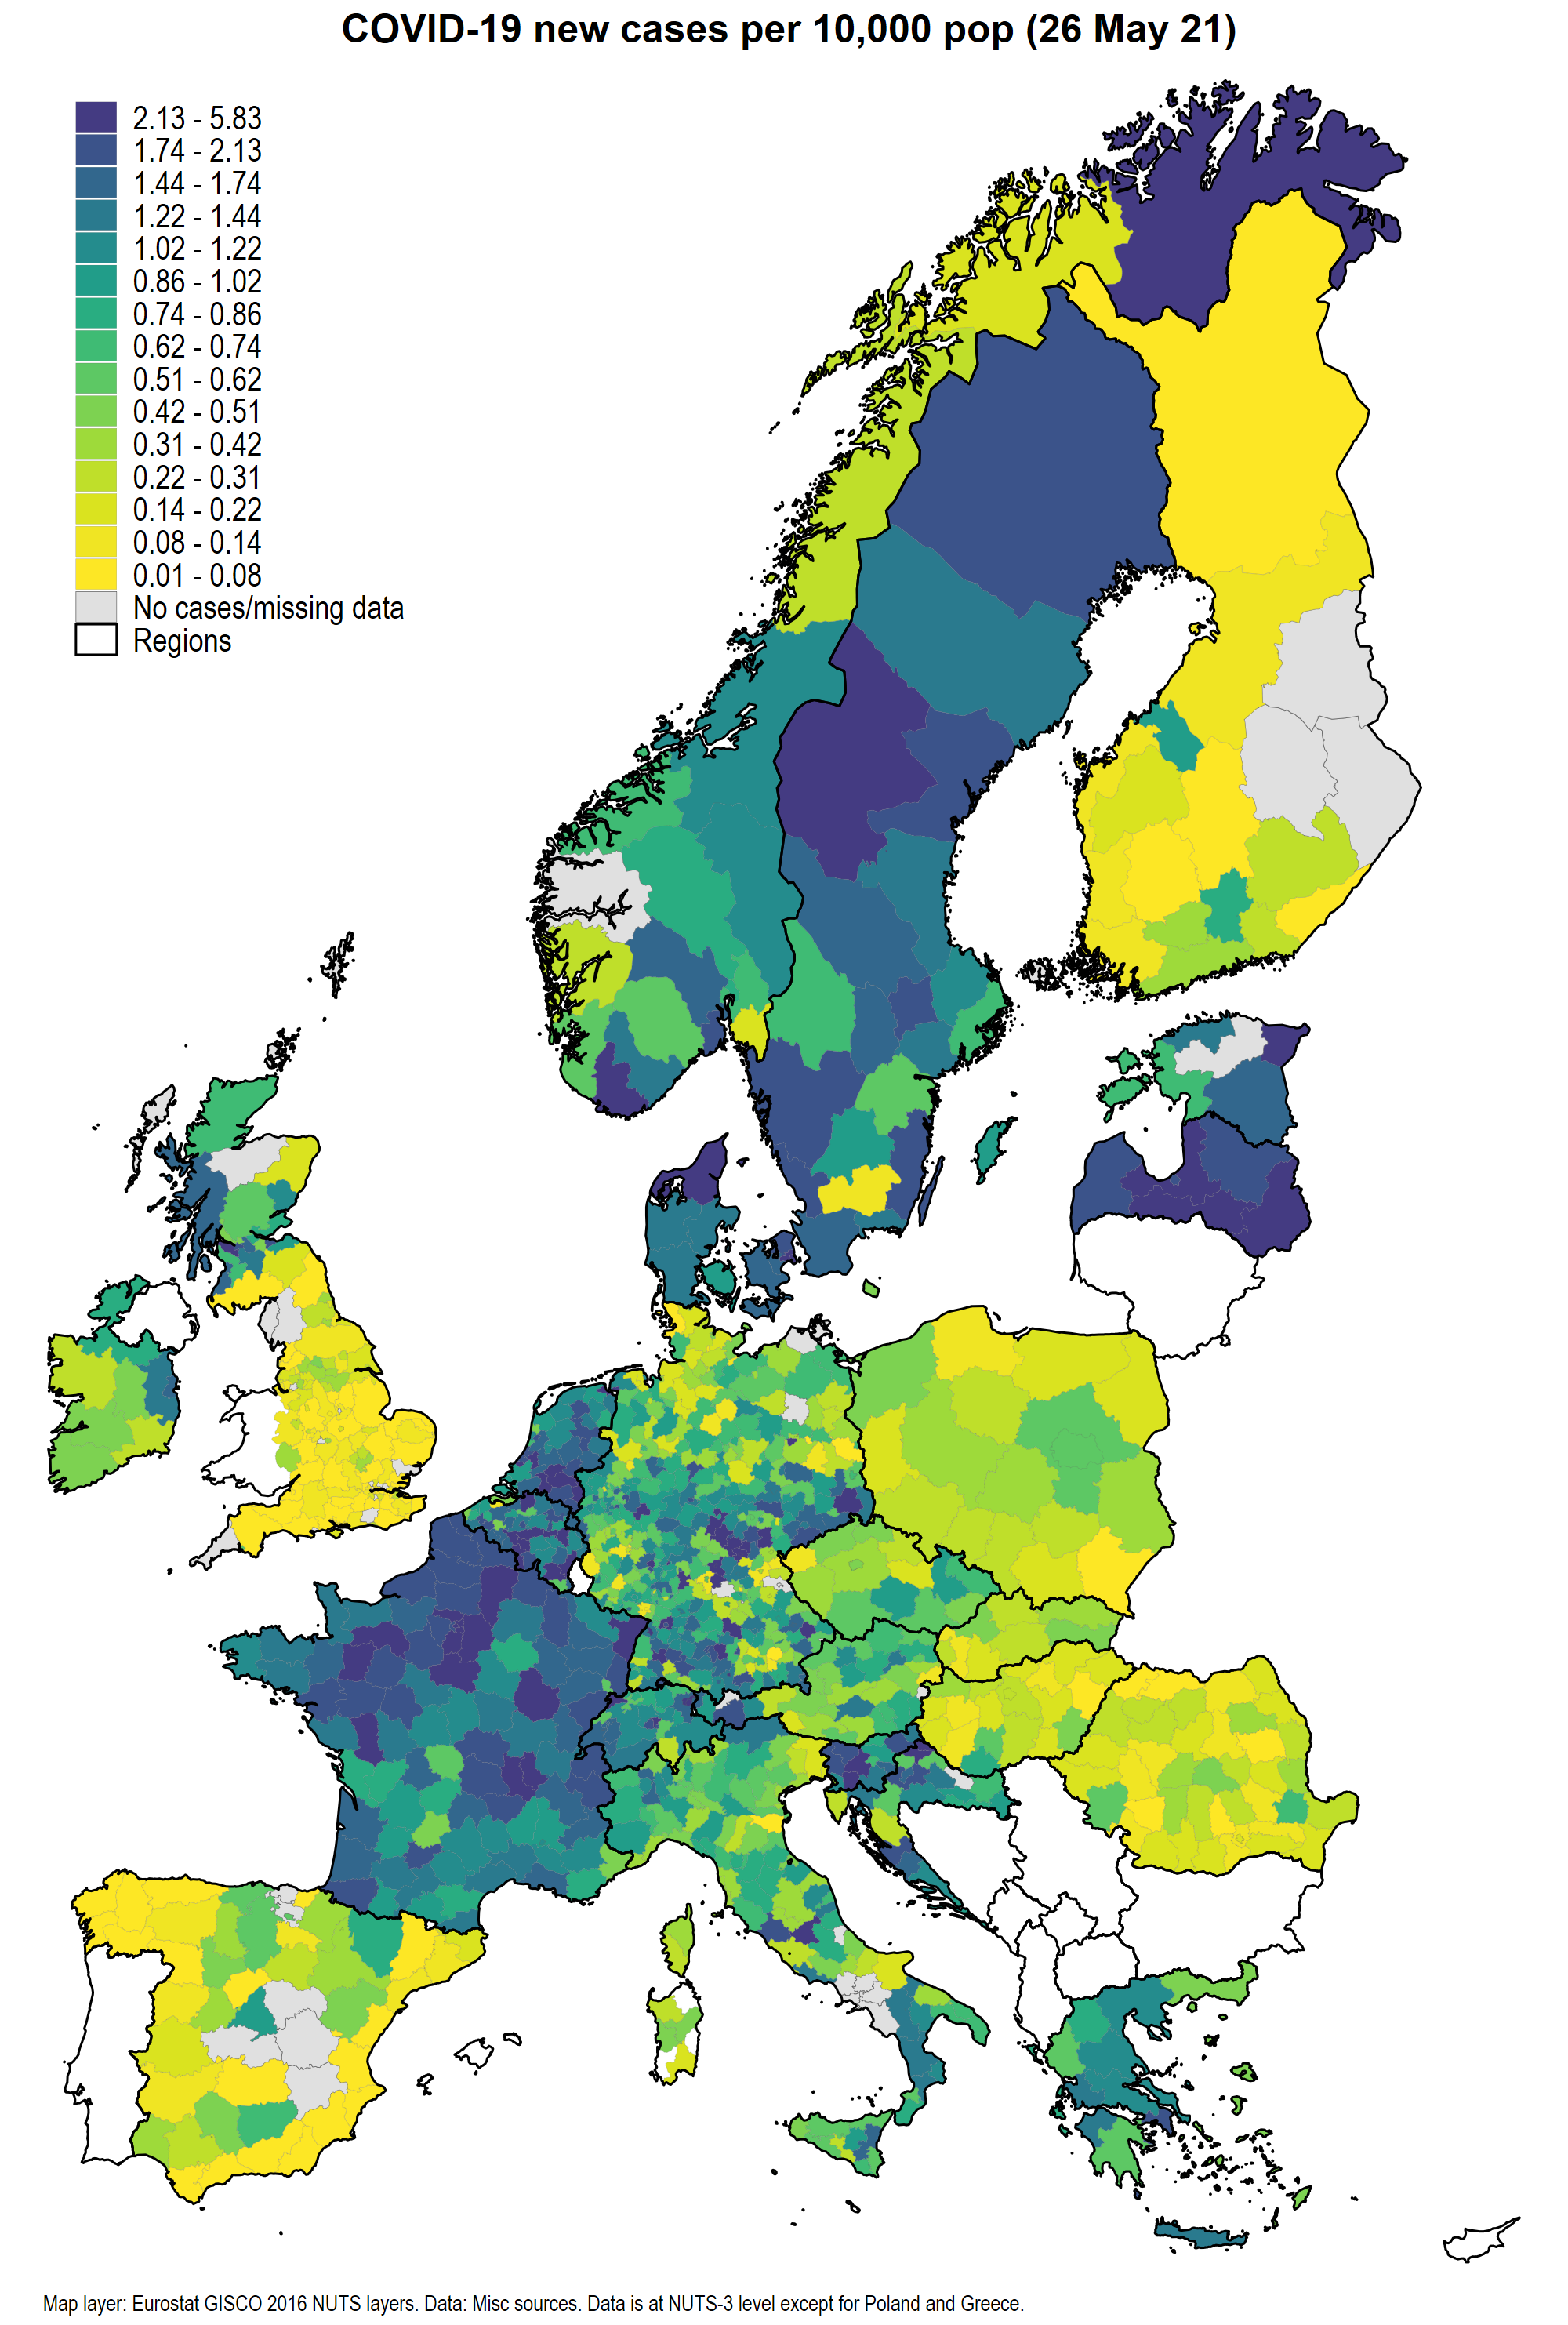 COVID-19 new cases per 10,000 pop (26 May 21)
2.13 - 5.83
1.74 - 2.13
1.44 - 1.74
1.22 - 1.44
1.02 - 1.22
0.86 - 1.02
0.74 - 0.86
0.62 - 0.74
0.51 - 0.62
0.42 - 0.51
0.31 - 0.42
0.22 - 0.31
0.14 - 0.22
0.08 - 0.14
0.01 - 0.08
No cases/missing data
Regions
Map layer: Eurostat GISCO 2016 NUTS layers. Data: Misc sources. Data is at NUTS-3 level except for Poland and Greece.